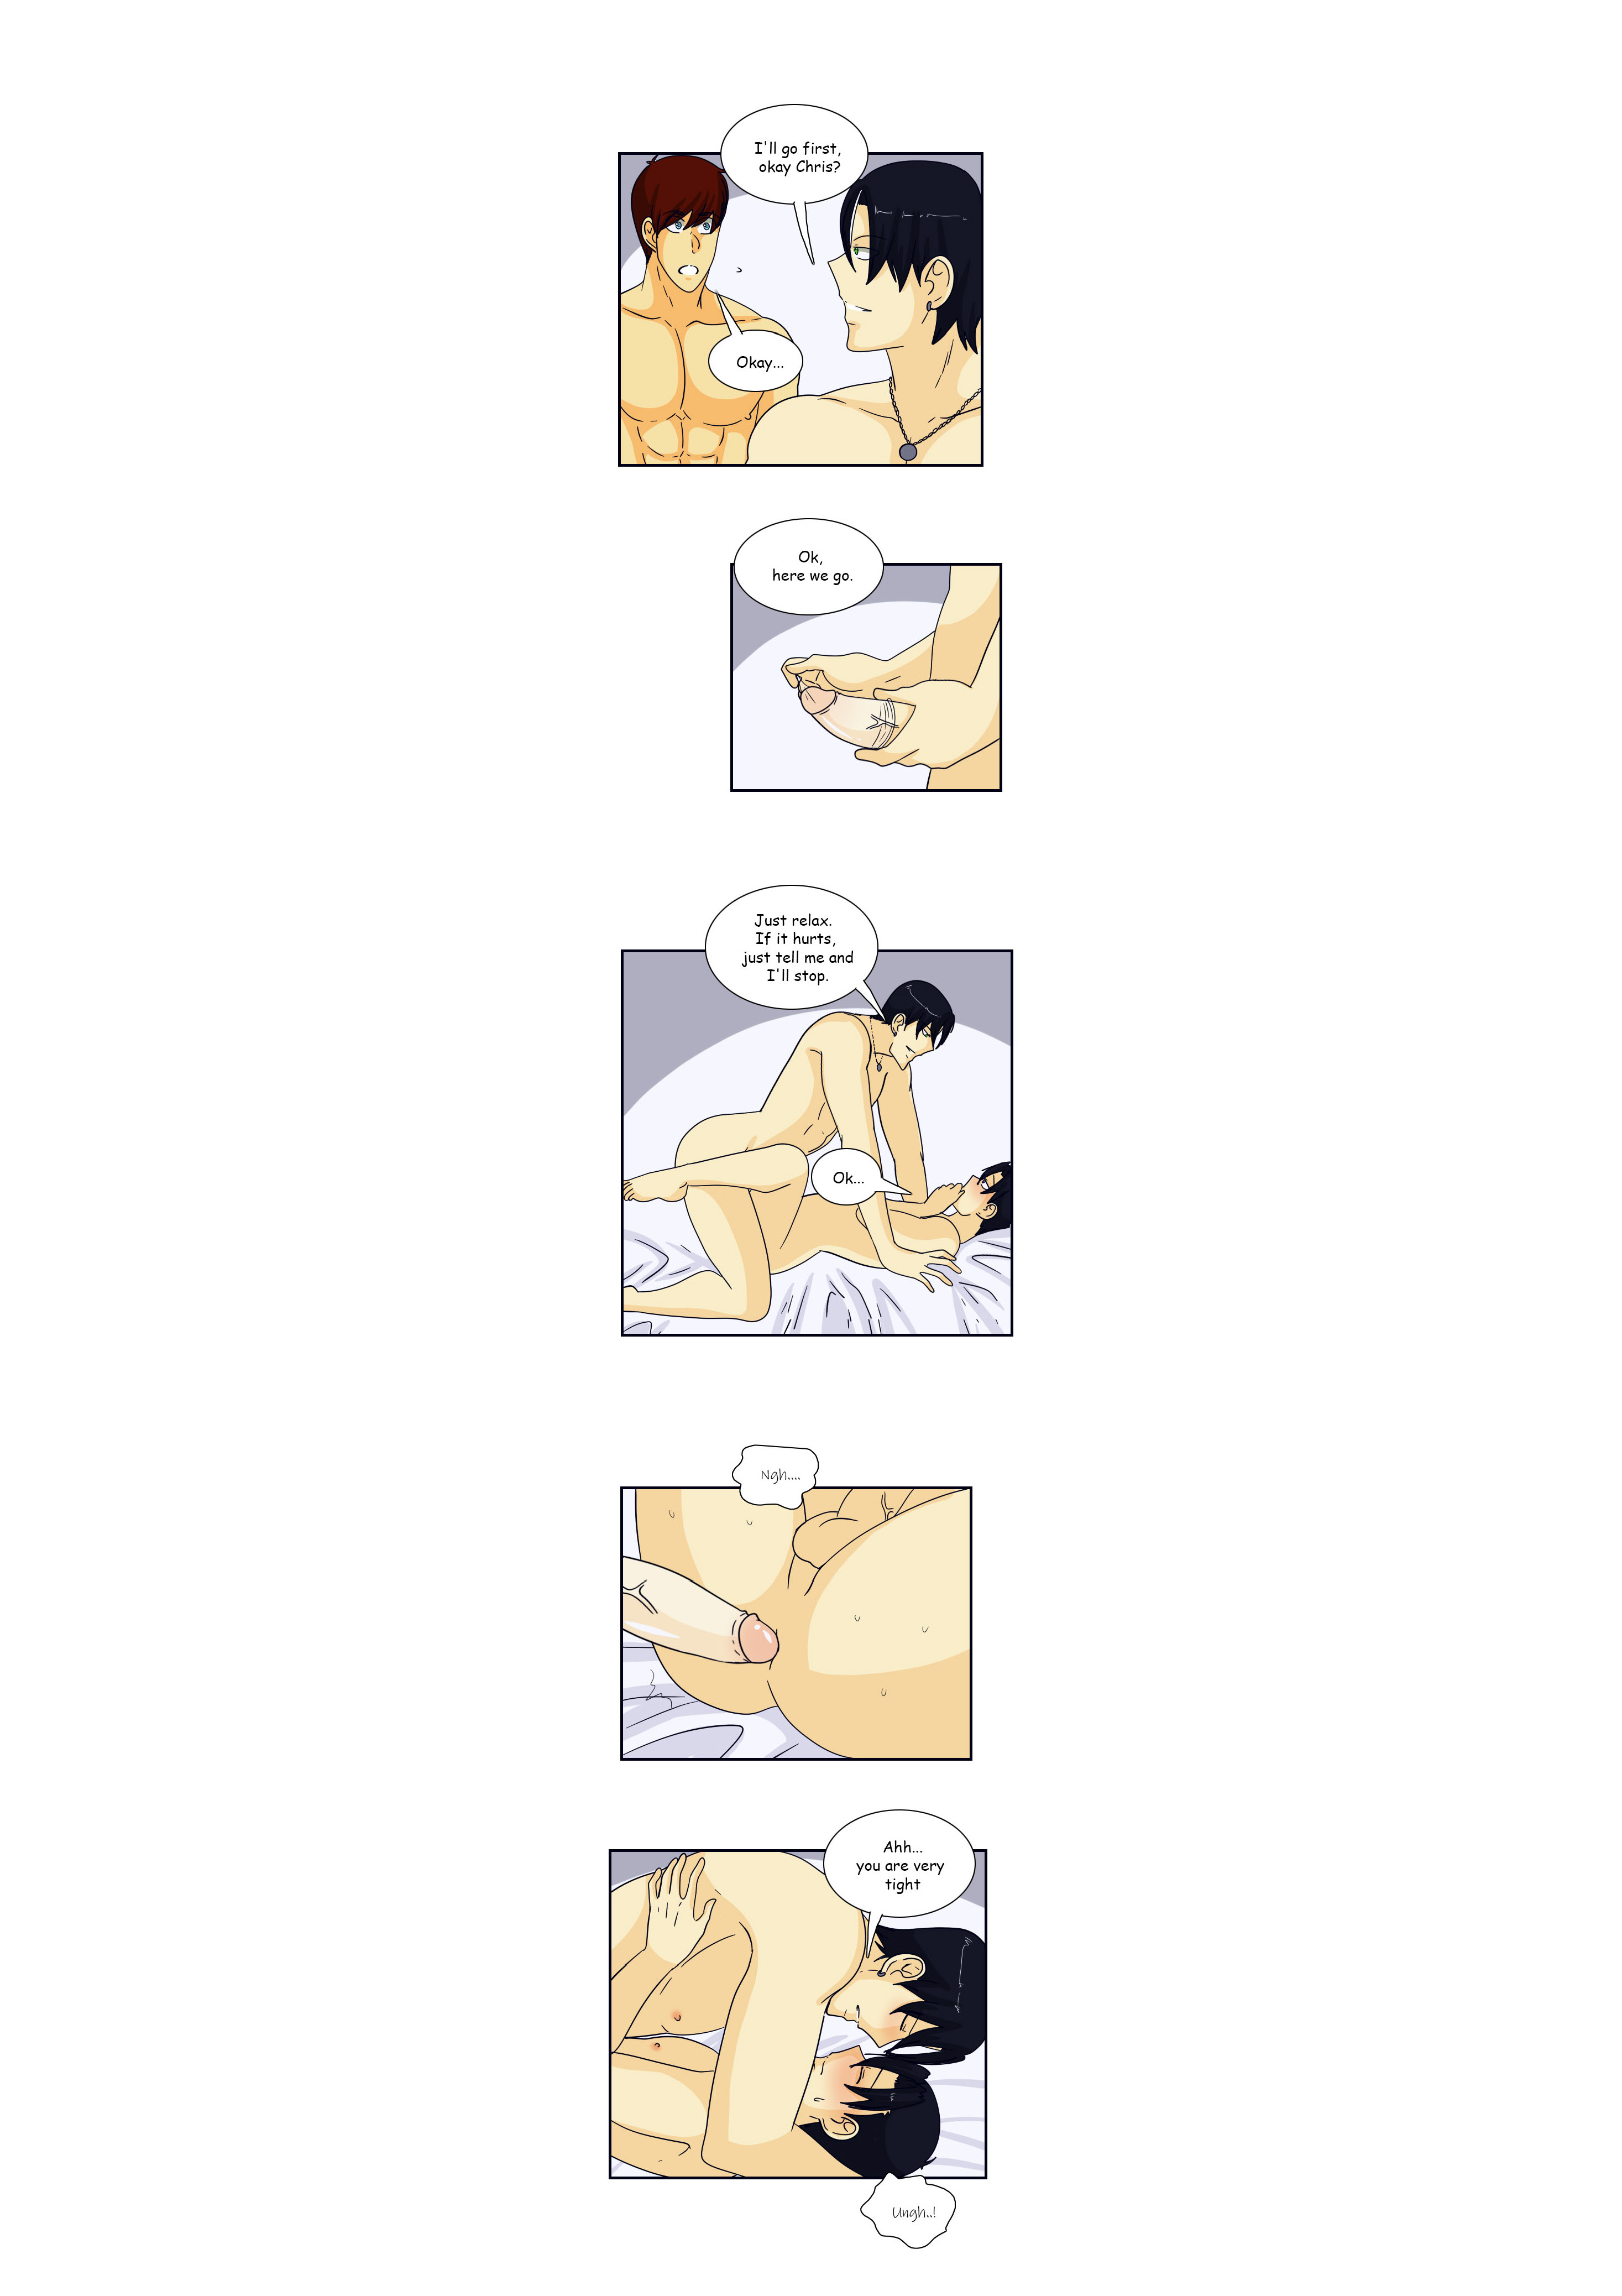 I'll go first,
okay Chris?
Okay...
Ok,
here we go.
Just relax.
If it hurts,
just tell me and
I'll stop.
Ok...
Ngh....
Ahh...
you are very
tight
Ungh..!